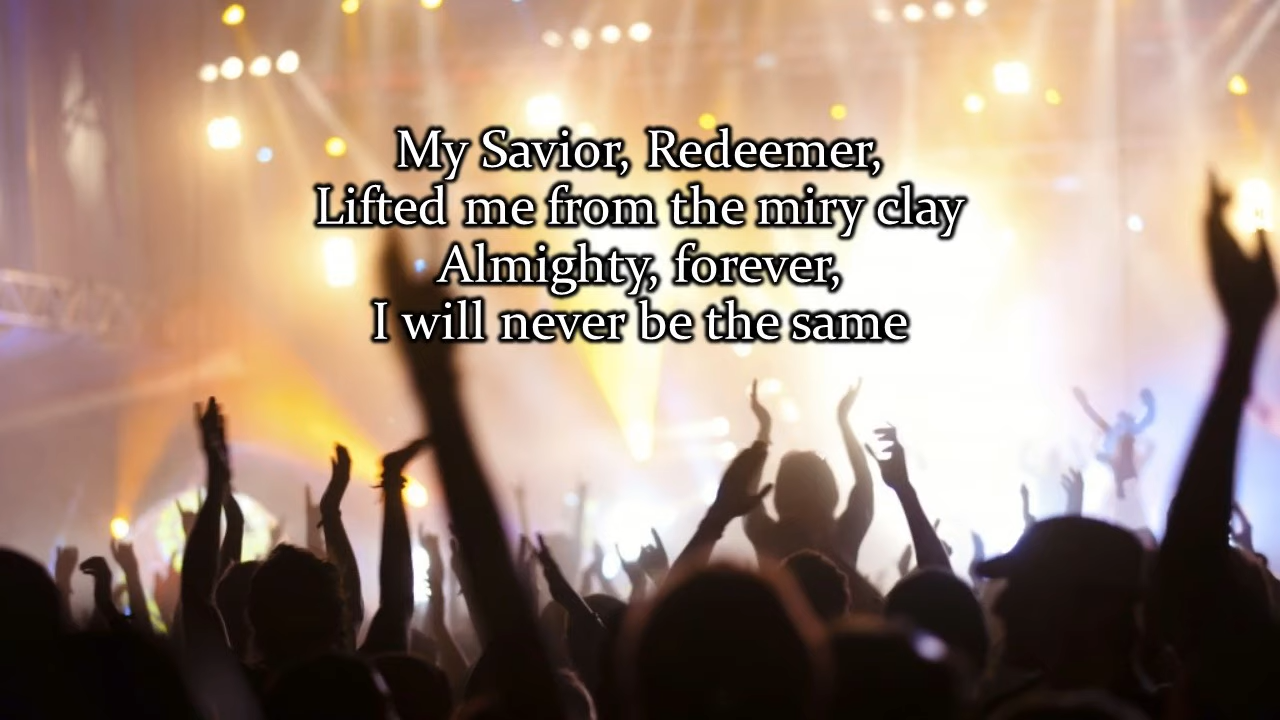 My Savior, Redeemer,
Lifted me from the miry clay
Almighty, forever,
I will never be the same